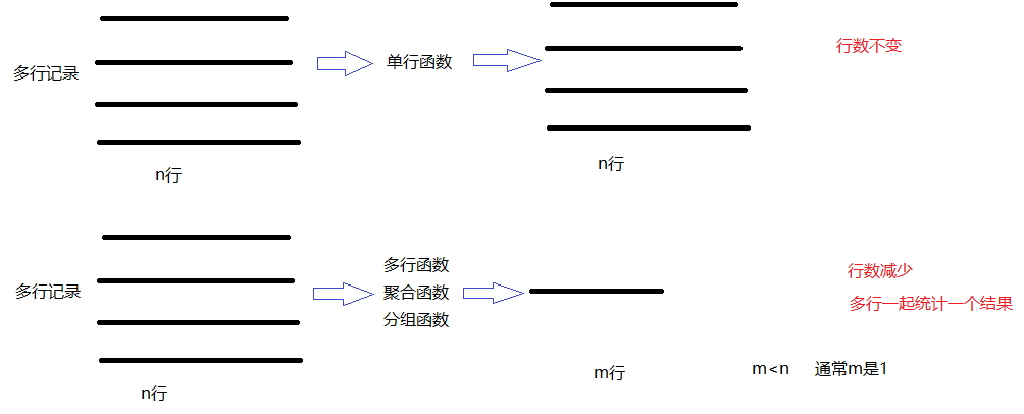 行数不变
多行记录
单行函数
n行
n行
多行函数
聚合函数
分组函数
多行记录
行数减少
多行一起统计一个结果
n行
m行
m<n 通常m是1